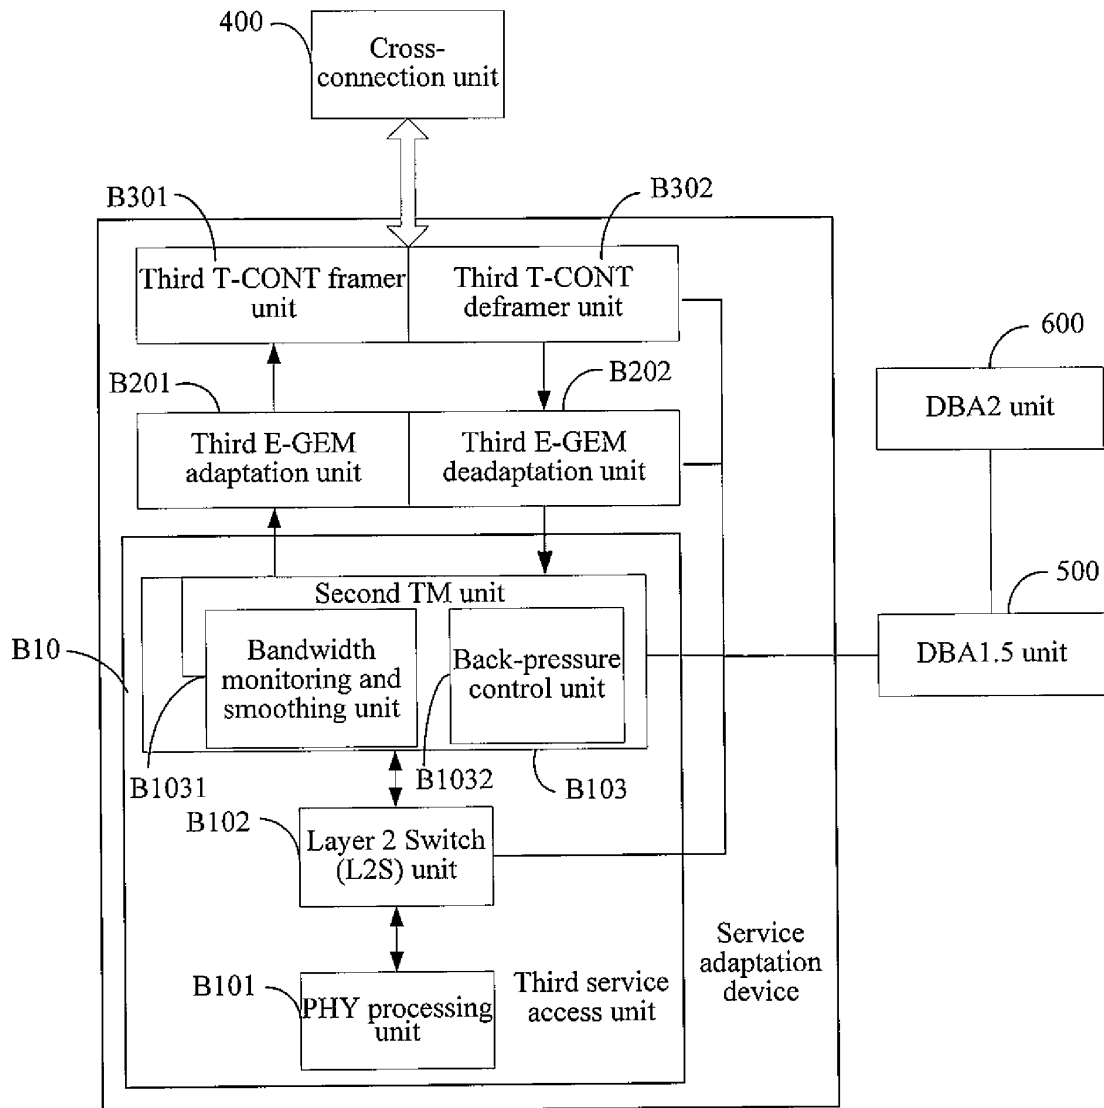 400
Cross-
connection unit
B301
B302
Third T-CONT framer
unit
Third T-CONT
deframer unit
600
B201
B202
DBA2 unit
Third E-GEM
adaptation unit
Third E-GEM
deadaptation unit
500
Second TM unit
B10
Bandwidth
monitoring and
smoothing unit
Back-pressure
control unit
DBA1.5 unit
B1031
B1032
B103
B102
Layer 2 Switch
(L2S) unit
Service
adaptation
device
B101
PHY processing
unit
Third service
access unit